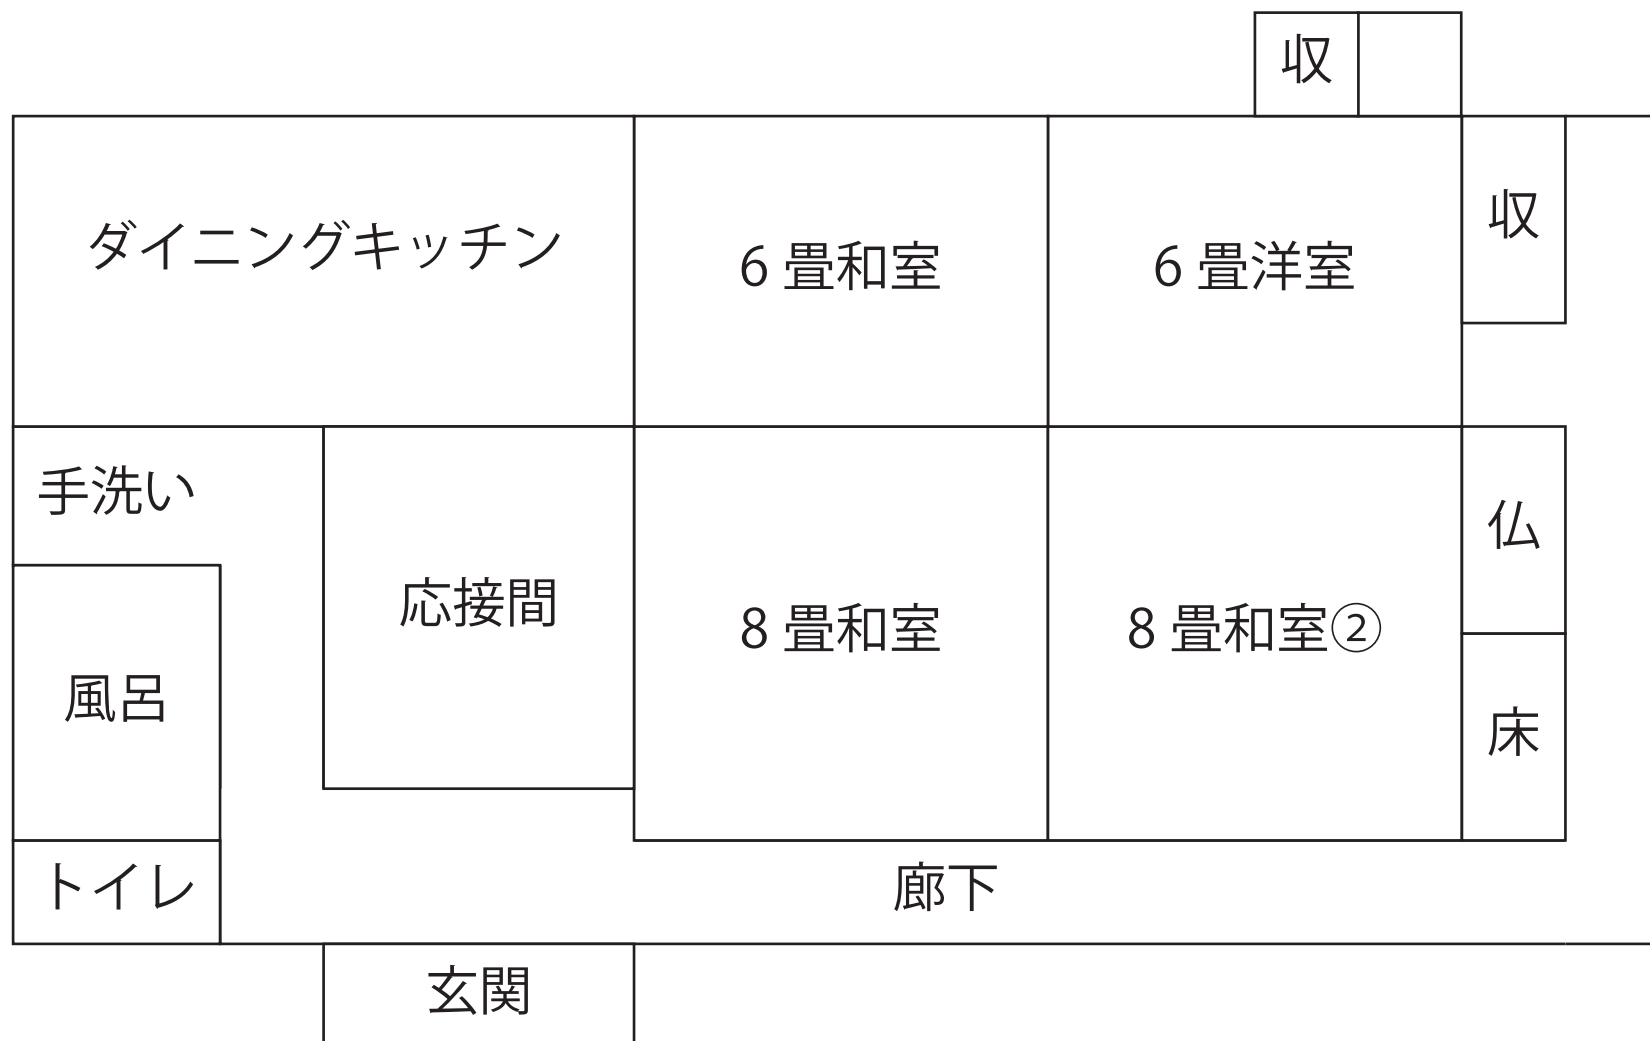 収
ダイニングキッチン
6 畳和室
6 畳洋室
収
手洗い
応接間
8 畳和室
8 畳和室②
仏
風呂
床
トイレ
廊下
玄関